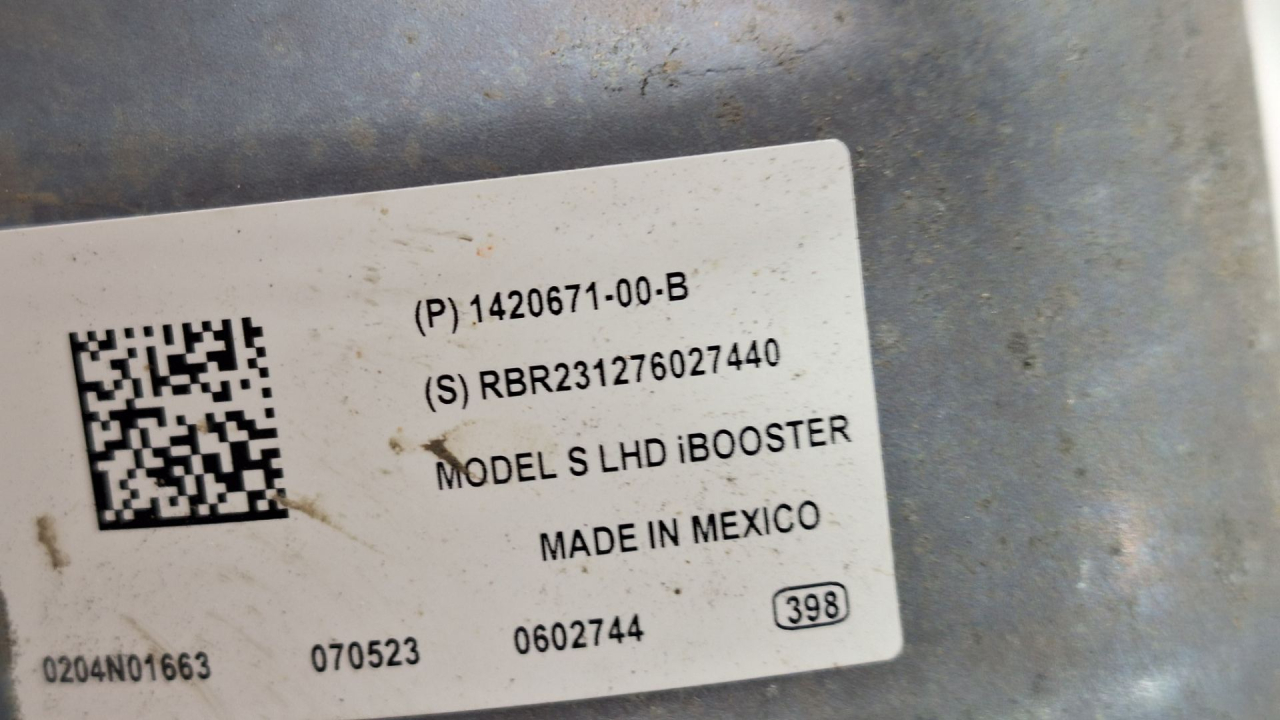 (P) 1420671-00-B
(S) RBR231276027440
MODEL S LHD iBOOSTER
MADE IN MEXICO
0204N01663 070523 0602744 398